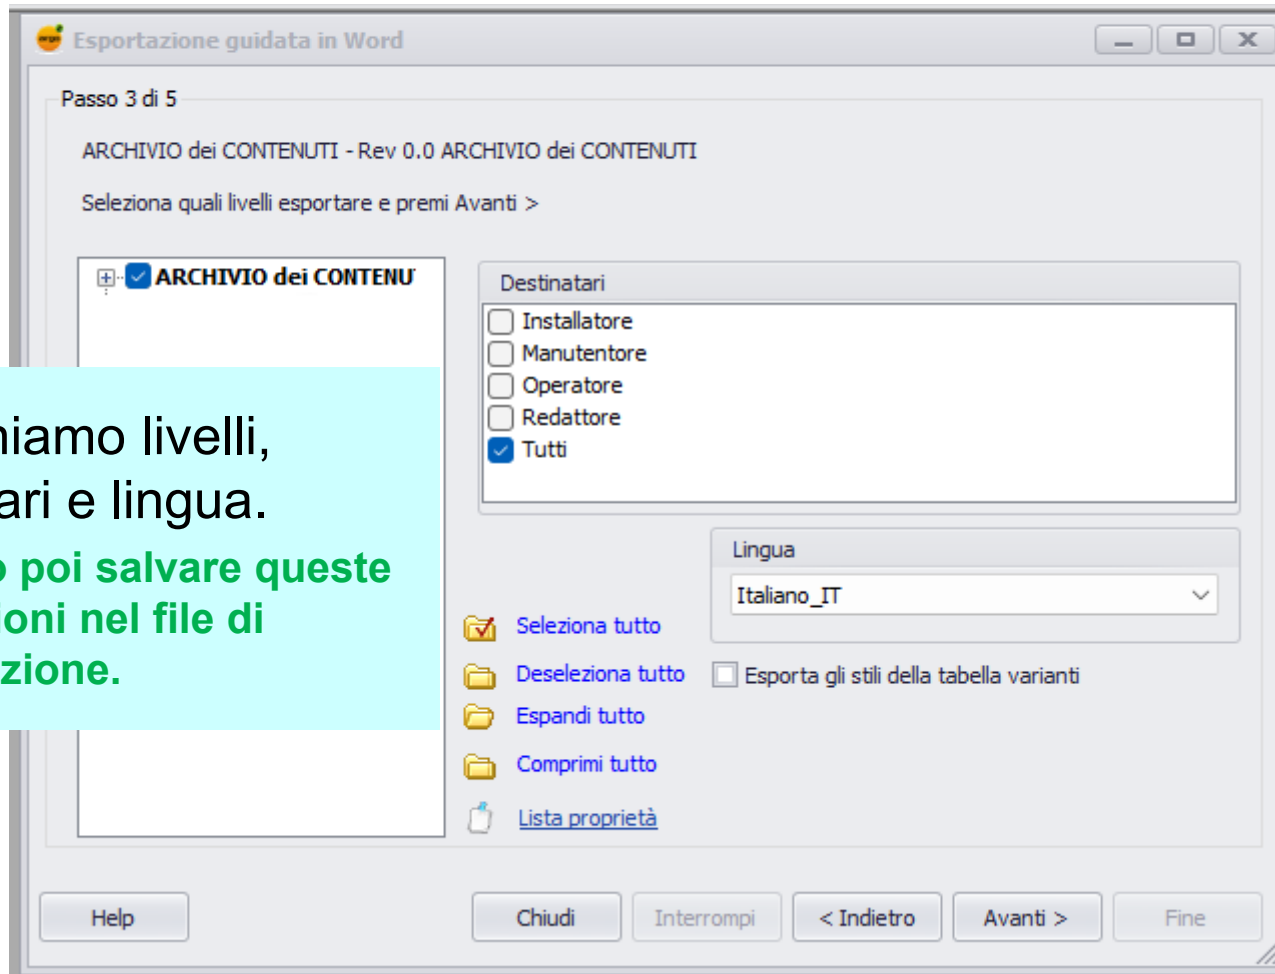 Esportazione guidata in Word
Passo 3 di 5
ARCHIVIO dei CONTENUTI - Rev 0.0 ARCHIVIO dei CONTENUTI
Seleziona quali livelli esportare e premi Avanti >
ARCHIVIO dei CONTENU
Destinatari
Installatore
Manutentore
Operatore
Redattore
Tutti
niamo livelli,
ari e lingua.
poi salvare queste
ioni nel file di
zione.
Lingua
Italiano_IT
Seleziona tutto
Deseleziona tutto
Esporta gli stili della tabella varianti
Espandi tutto
Comprimi tutto
Lista proprietà
Help
Chiudi
Interrompi
< Indietro
Avanti >
Fine